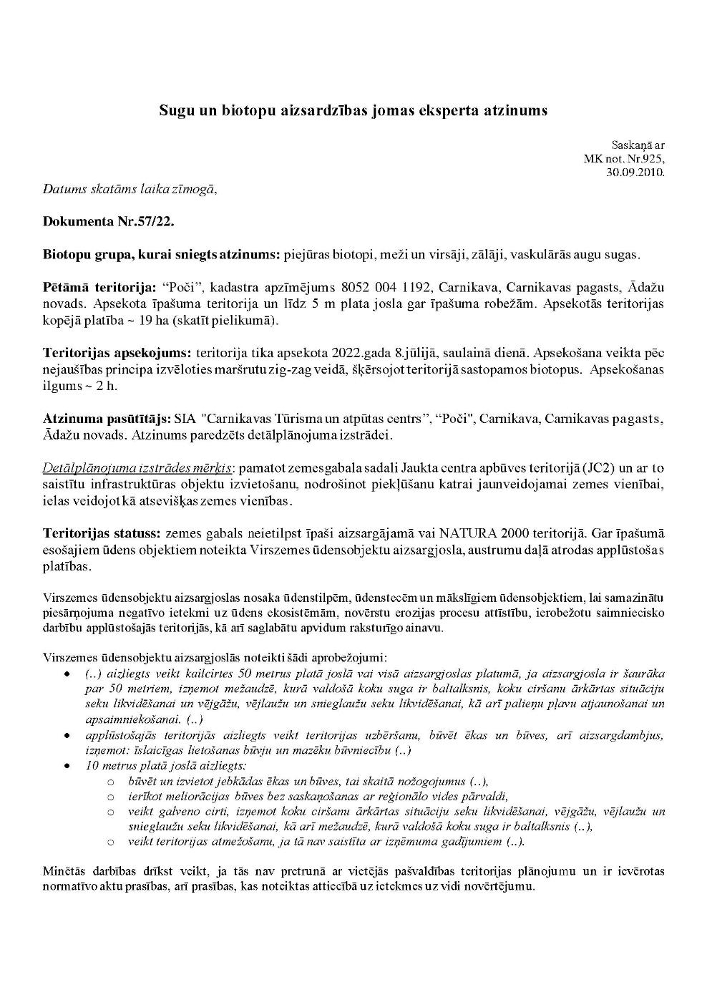 Sugu un biotopu aizsardzības jomas eksperta atzinums
Saskaņā ar
MK not. Nr.925,
30.09.2010.
Datums skatāms laika zīmogā,
Dokumenta Nr.57/22.
Biotopu grupa, kurai sniegts atzinums: piejūras biotopi, meži un virsāji, zālāji, vaskulārās augu sugas.
Pētāmā teritorija: “Poči”, kadastra apzīmējums 8052 004 1192, Carnikava, Carnikavas pagasts, Ādažu
novads. Apsekota īpašuma teritorija un līdz 5 m plata josla gar īpašuma robežām. Apsekotās teritorijas
kopējā platība ~ 19 ha (skatīt pielikumā).
Teritorijas apsekojums: teritorija tika apsekota 2022.gada 8.jūlijā, saulainā dienā. Apsekošana veikta pēc
nejaušības principa izvēloties maršrutu zig-zag veidā, šķērsojot teritorijā sastopamos biotopus. Apsekošanas
ilgums ~ 2 h.
Atzinuma pasūtītājs: SIA "Carnikavas Tūrisma un atpūtas centrs”, “Poči", Carnikava, Carnikavas pagasts,
Ādažu novads. Atzinums paredzēts detālplānojuma izstrādei.
Detālplānojuma izstrādes mērķis: pamatot zemesgabala sadali Jaukta centra apbūves teritorijā (JC2) un ar to
saistītu infrastruktūras objektu izvietošanu, nodrošinot piekļūšanu katrai jaunveidojamai zemes vienībai,
ielas veidojot kā atsevišķas zemes vienības.
Teritorijas statuss: zemes gabals neietilpst īpaši aizsargājamā vai NATURA 2000 teritorijā. Gar īpašumā
esošajiem ūdens objektiem noteikta Virszemes ūdensobjektu aizsargjosla, austrumu daļā atrodas applūstošas
platības.
Virszemes ūdensobjektu aizsargjoslas nosaka ūdenstilpēm, ūdenstecēm un mākslīgiem ūdensobjektiem, lai samazinātu
piesārņojuma negatīvo ietekmi uz ūdens ekosistēmām, novērstu erozijas procesu attīstību, ierobežotu saimniecisko
darbību applūstošajās teritorijās, kā arī saglabātu apvidum raksturīgo ainavu.
Virszemes ūdensobjektu aizsargjoslās noteikti šādi aprobežojumi:
• (..) aizliegts veikt kailcirtes 50 metrus platā joslā vai visā aizsargjoslas platumā, ja aizsargjosla ir šaurāka
par 50 metriem, izņemot mežaudzē, kurā valdošā koku suga ir baltalksnis, koku ciršanu ārkārtas situāciju
seku likvidēšanai un vējgāžu, vējlaužu un snieglaužu seku likvidēšanai, kā arī palieņu pļavu atjaunošanai un
apsaimniekošanai. (..)
• applūstošajās teritorijās aizliegts veikt teritorijas uzbēršanu, būvēt ēkas un būves, arī aizsargdambjus,
izņemot: īslaicīgas lietošanas būvju un mazēku būvniecību (..)
• 10 metrus platā joslā aizliegts:
o būvēt un izvietot jebkādas ēkas un būves, tai skaitā nožogojumus (..),
o ierīkot meliorācijas būves bez saskaņošanas ar reģionālo vides pārvaldi,
o veikt galveno cirti, izņemot koku ciršanu ārkārtas situāciju seku likvidēšanai, vējgāžu, vējlaužu un
snieglaužu seku likvidēšanai, kā arī mežaudzē, kurā valdošā koku suga ir baltalksnis (..),
o veikt teritorijas atmežošanu, ja tā nav saistīta ar izņēmuma gadījumiem (..).
Minētās darbības drīkst veikt, ja tās nav pretrunā ar vietējās pašvaldības teritorijas plānojumu un ir ievērotas
normatīvo aktu prasības, arī prasības, kas noteiktas attiecībā uz ietekmes uz vidi novērtējumu.